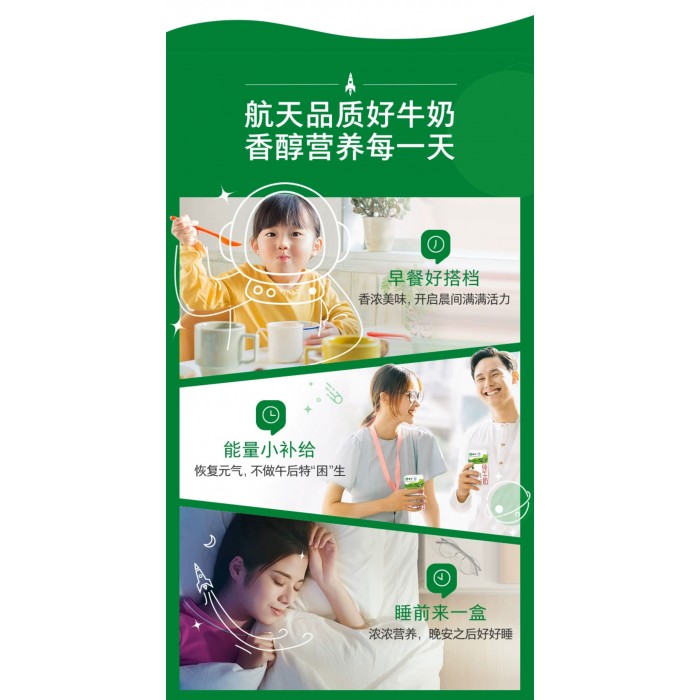 航天品质好牛奶
香醇营养每一天
早餐好搭档
香浓美味, 开启晨间满满活力
能量小补给
恢复元气, 不做午后特“困”生
纯牛奶
睡前来一盒
浓浓营养, 晚安之后好好睡